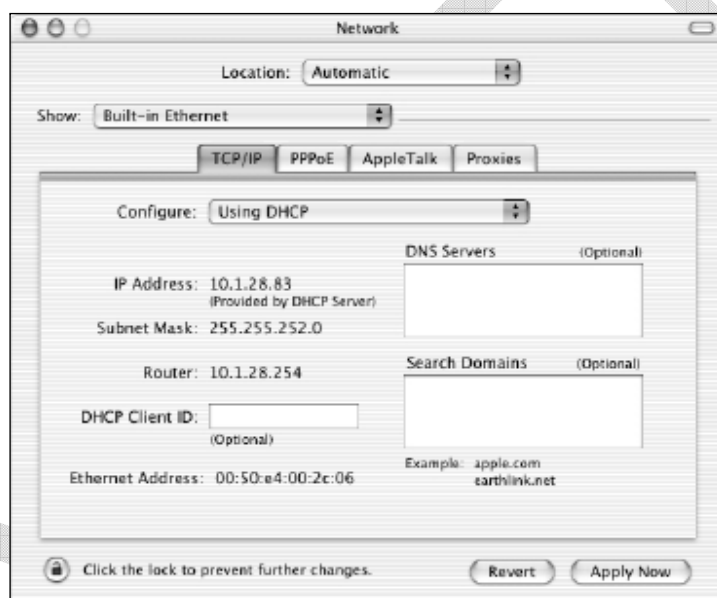 Network
Location: Automatic
Show: Built-in Ethernet
TCP/IP PPPoE AppleTalk Proxies
Configure: Using DHCP
DNS Servers (Optional)
IP Address: 10.1.28.83
(Provided by DHCP Server)
Subnet Mask: 255.255.252.0
Router: 10.1.28.254
Search Domains (Optional)
DHCP Client ID:
(Optional)
Example: apple.com
earthlink.net
Ethernet Address: 00:50:e4:00:2c:06
Click the lock to prevent further changes.
Revert Apply Now